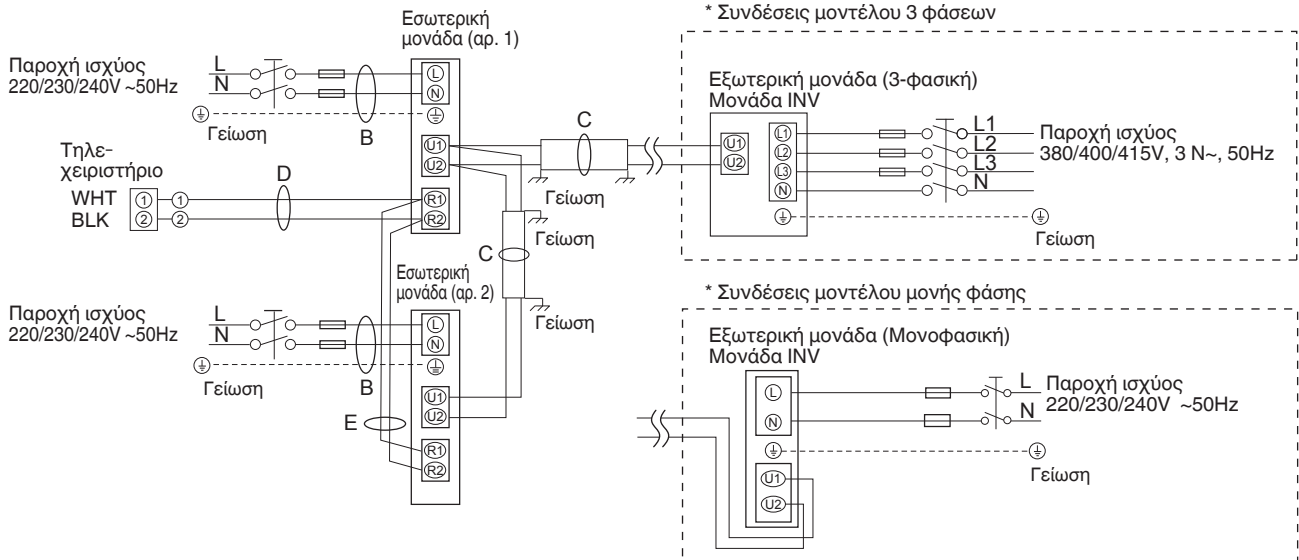 * Συνδέσεις μοντέλου 3 φάσεων
Εσωτερική
μονάδα (αρ. 1)
Παροχή ισχύος
220/230/240V ~50Hz
L
N
Γείωση
B
L
N
U1
U2
R1
R2
C
Γείωση
Εξωτερική μονάδα (3-φασική)
Μονάδα INV
U1
U2
L1
L2
L3
N
L1
L2
L3
N
Παροχή ισχύος
380/400/415V, 3 N~, 50Hz
Γείωση
Τηλε-
χειριστήριο
WHT
BLK
1
2
1
2
D
C
Γείωση
Γείωση
Εσωτερική
μονάδα (αρ. 2)
Παροχή ισχύος
220/230/240V ~50Hz
L
N
Γείωση
B
E
L
N
U1
U2
R1
R2
* Συνδέσεις μοντέλου μονής φάσης
Εξωτερική μονάδα (Μονοφασική)
Μονάδα INV
L
N
U1
U2
L
N
Παροχή ισχύος
220/230/240V ~50Hz
Γείωση